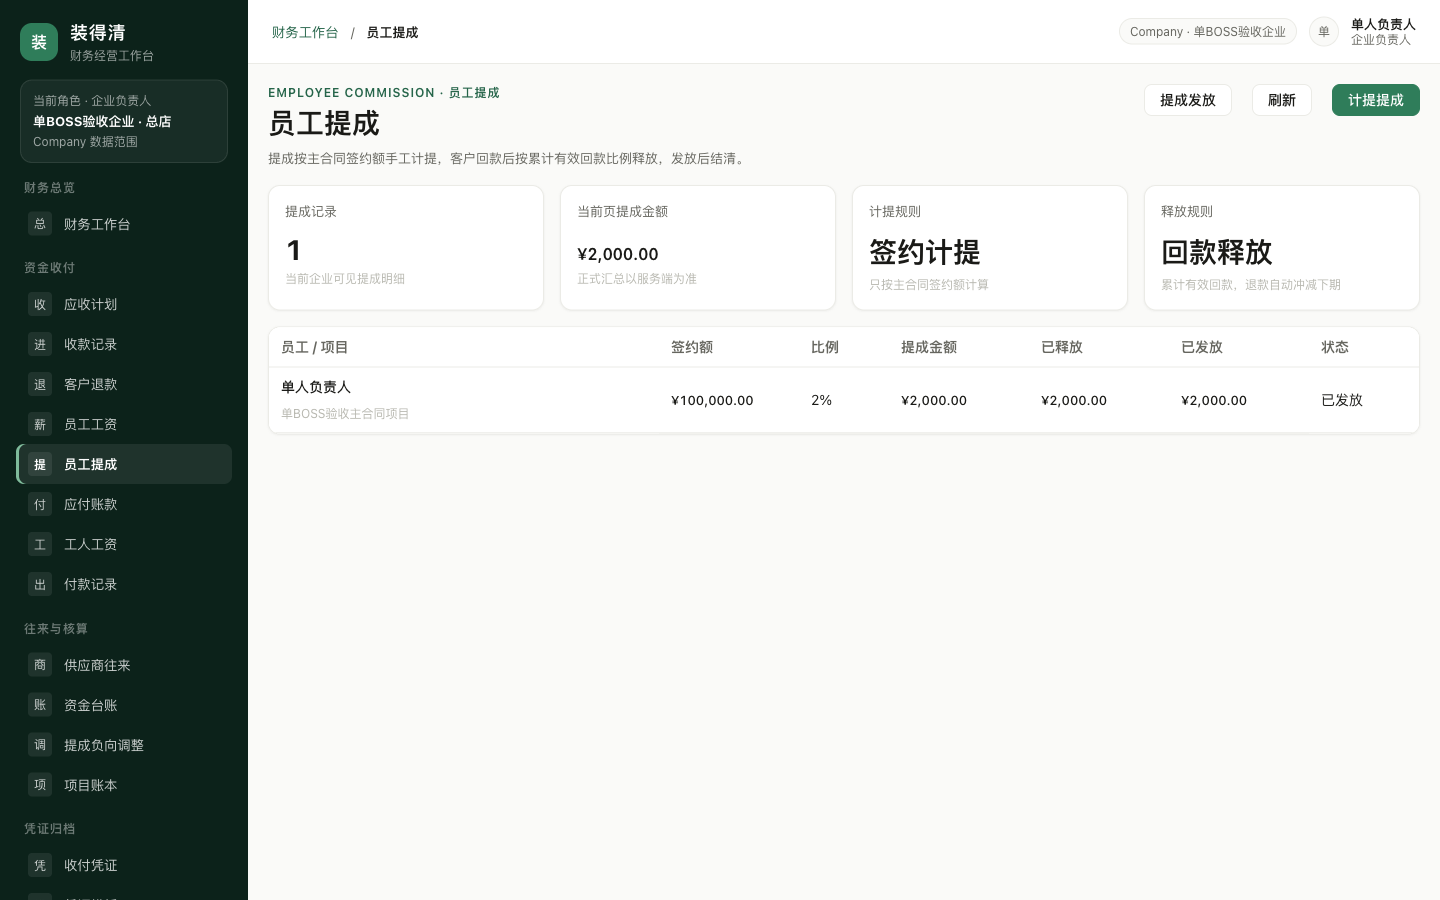 装
装得清
财务经营工作台
当前角色 · 企业负责人
单BOSS验收企业 · 总店
Company 数据范围
财务总览
总 财务工作台
资金收付
收 应收计划
进 收款记录
退 客户退款
薪 员工工资
提 员工提成
付 应付账款
工 工人工资
出 付款记录
往来与核算
商 供应商往来
账 资金台账
调 提成负向调整
项 项目账本
凭证归档
凭 收付凭证
财务工作台 / 员工提成
Company · 单BOSS验收企业
单
单人负责人
企业负责人
EMPLOYEE COMMISSION · 员工提成
员工提成
提成按主合同签约额手工计提，客户回款后按累计有效回款比例释放，发放后结清。
提成发放
刷新
计提提成
提成记录
1
当前企业可见提成明细
当前页提成金额
¥2,000.00
正式汇总以服务端为准
计提规则
签约计提
只按主合同签约额计算
释放规则
回款释放
累计有效回款，退款自动冲减下期
员工 / 项目 签约额 比例 提成金额 已释放 已发放 状态
单人负责人
单BOSS验收主合同项目
¥100,000.00 2% ¥2,000.00 ¥2,000.00 ¥2,000.00 已发放